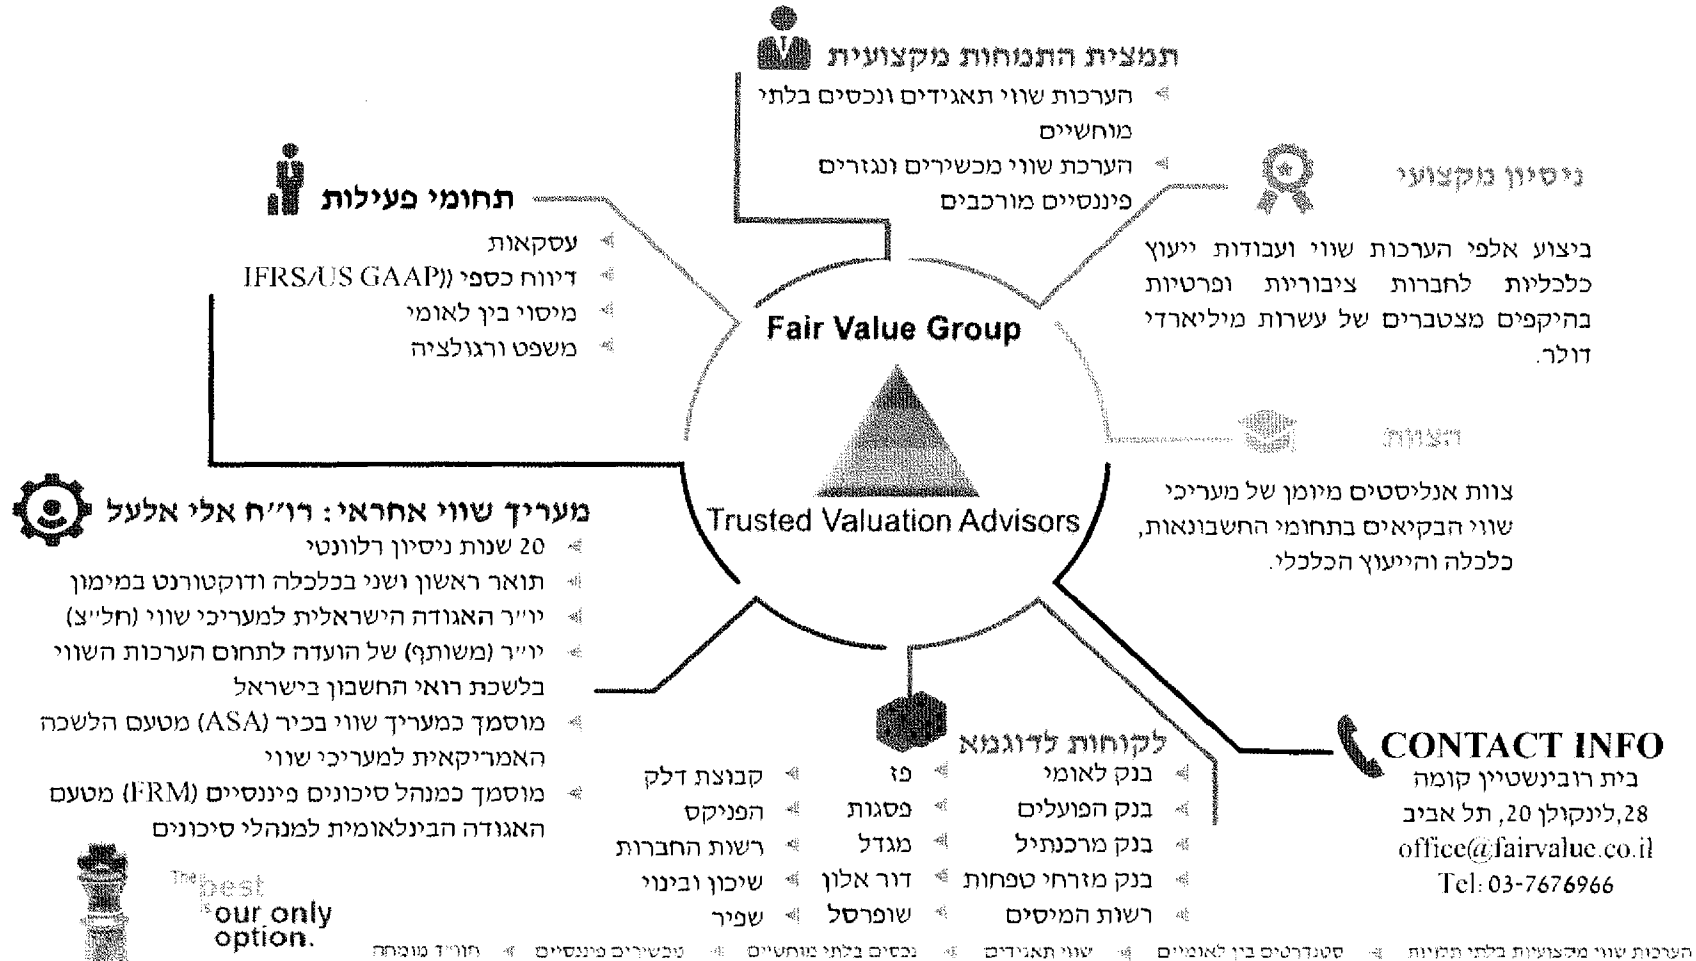 תמצית התמחות מקצועית
הערכות שווי תאגידים ונכסים בלתי
מוחשיים
הערכת שווי מכשירים ונגזרים
פיננסיים מורכבים
ניסיון מקצועי
ביצוע אלפי הערכות שווי ועבודות ייעוץ
כלכליות לחברות ציבוריות ופרטיות
בהיקפים מצטברים של עשרות מיליארדי
דולר.
תחומי פעילות
עסקאות
דיווח כספי ((IFRS/US GAAP
מיסוי בין לאומי
משפט ורגולציה
Fair Value Group
Trusted Valuation Advisors
הצוות
צוות אנליסטים מיומן של מעריכי
שווי הבקיאים בתחומי החשבונאות,
כלכלה והייעוץ הכלכלי.
מעריך שווי אחראי: רו״ח אלי אלעל
20 שנות ניסיון רלוונטי
תואר ראשון ושני בכלכלה ודוקטורנט במימון
יו״ר האגודה הישראלית למעריכי שווי (חל״צ)
יו״ר (משותף) של הועדה לתחום הערכות השווי
בלשכת רואי החשבון בישראל
מוסמך כמעריך שווי בכיר (ASA) מטעם הלשכה
האמריקאית למעריכי שווי
מוסמך כמנהל סיכונים פיננסיים (FRM) מטעם
האגודה הבינלאומית למנהלי סיכונים
לקוחות לדוגמא
בנק לאומי
בנק הפועלים
בנק מרכנתיל
בנק מזרחי טפחות
רשות המיסים
פז
פסגות
מגדל
דור אלון
שופרסל
קבוצת דלק
הפניקס
רשות החברות
שיכון ובינוי
שפיר
CONTACT INFO
בית רובינשטיין קומה
28,לינקולן 20, תל אביב
office@fairvalue.co.il
Tel: 03-7676966
The best
is our only
option.
הערכות שווי מקצועיות בלתי תלויות סטנדרטים בין לאומיים שווי תאגידים נכסים בלתי מוחשיים מכשירים פיננסיים חוו״ד מומחה